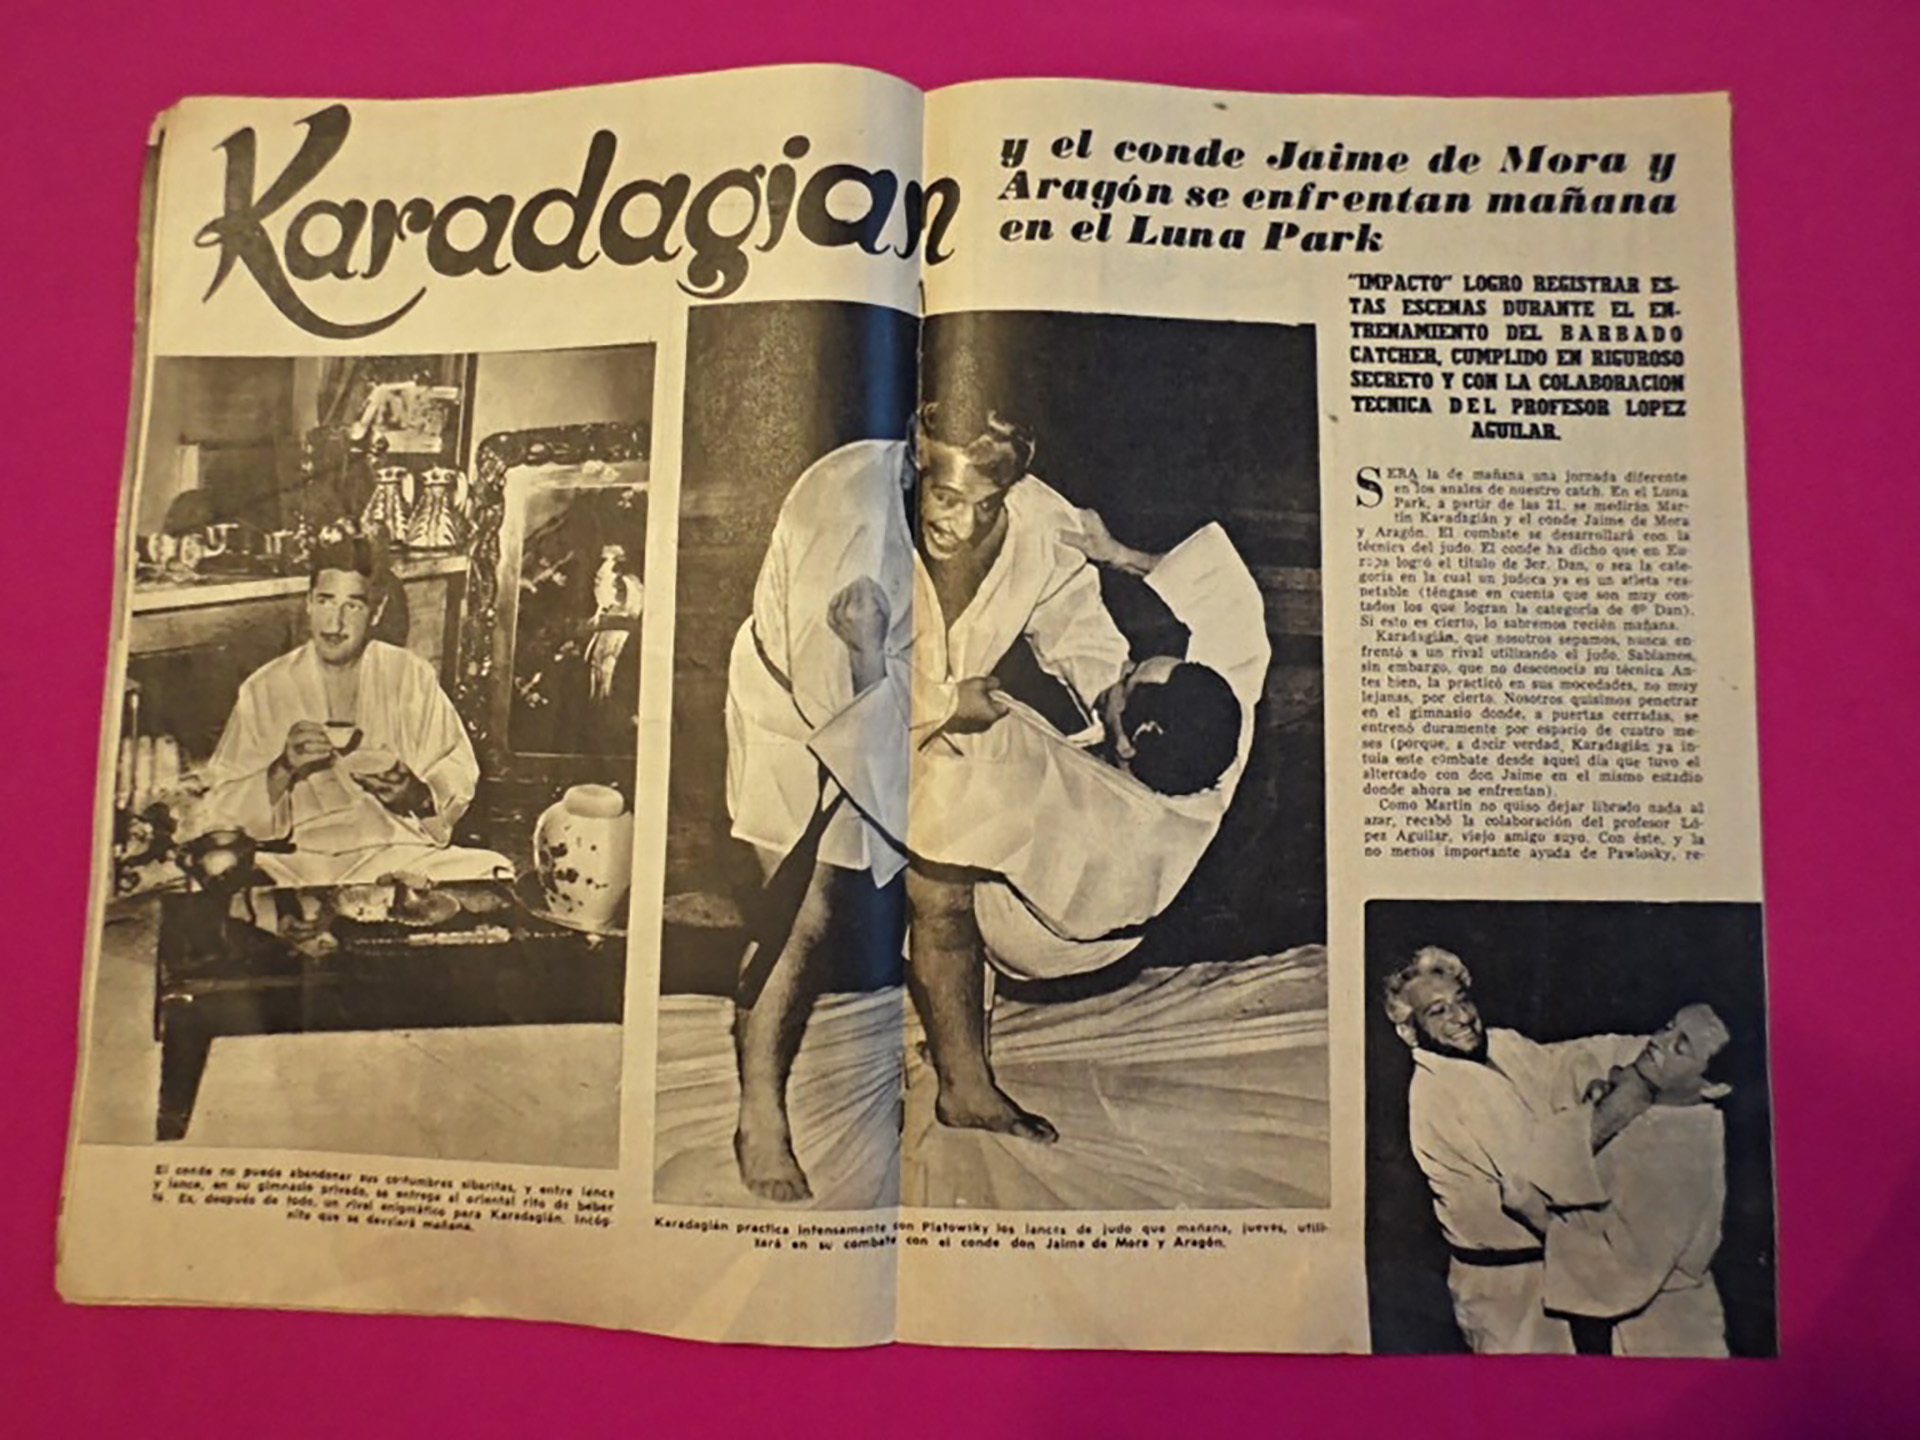 Karadagian
y el conde Jaime de Mora y
Aragón se enfrentan mañana
en el Luna Park
"IMPACTO" LOGRO REGISTRAR ES-
TAS ESCENAS DURANTE EL EN-
TRENAMIENTO DEL BARBADO
CATCHER, CUMPLIDO EN RIGUROSO
SECRETO Y CON LA COLABORACION
TECNICA DEL PROFESOR LOPEZ
AGUILAR.
SERA la de mañana una jornada diferente
en los anales de nuestro catch. En el Luna
Park, a partir de las 21, se medirán Mar-
tín Karadagián y el conde Jaime de Mora
y Aragón. El combate se desarrollará con la
técnica del judo. El conde ha dicho que en Eu-
ropa logró el título de 3er. Dan, o sea la cate-
goría en la cual un judoca ya es un atleta res-
petable (téngase en cuenta que son muy con-
tados los que logran la categoría de 4º Dan).
Si esto es cierto, lo sabremos recién mañana.
Karadagián, que nosotros sepamos, nunca en-
frentó a un rival utilizando el judo. Sabíamos,
sin embargo, que no desconocía su técnica An-
tes bien, la practicó en sus mocedades, no muy
lejanas, por cierto. Nosotros quisimos penetrar
en el gimnasio donde, a puertas cerradas, se
entrenó duramente por espacio de cuatro me-
ses (porque, a decir verdad, Karadagián ya in-
tuía este combate desde aquel día que tuvo el
altercado con don Jaime en el mismo estadio
donde ahora se enfrentan).
Como Martín no quiso dejar librado nada al
azar, recabó la colaboración del profesor Ló-
pez Aguilar, viejo amigo suyo. Con éste, y la
no menos importante ayuda de Pawlosky, re-
El conde no puede abandonar sus costumbres sibaritas, y entre lance
y lance, en su gimnasio privado, se entrega al oriental rito de beber
té. Es, después de todo, un rival enigmático para Karadagián. Incóg-
nita que se develará mañana.
Karadagián practica intensamente con Platowsky los lances de judo que mañana, jueves, utili-
zará en su combate con el conde don Jaime de Mora y Aragón.